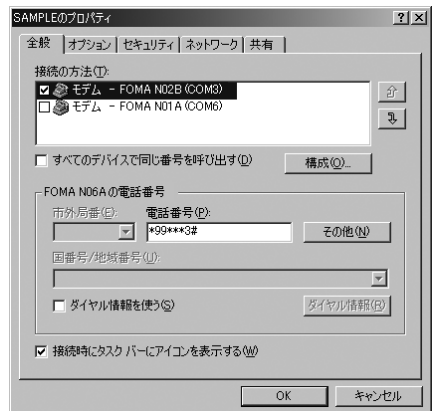 SAMPLEのプロパティ
全般 オプション セキュリティ ネットワーク 共有
接続の方法(T):
モデム - FOMA N02B (COM3)
モデム - FOMA N01A (COM6)
すべてのデバイスで同じ番号を呼び出す(D) 構成(O)...
FOMA N06Aの電話番号
市外局番(E): 電話番号(P):
*99***3# その他(N)
国番号/地域番号(U):
ダイヤル情報を使う(S) ダイヤル情報(R)
接続時にタスク バーにアイコンを表示する(W)
OK キャンセル